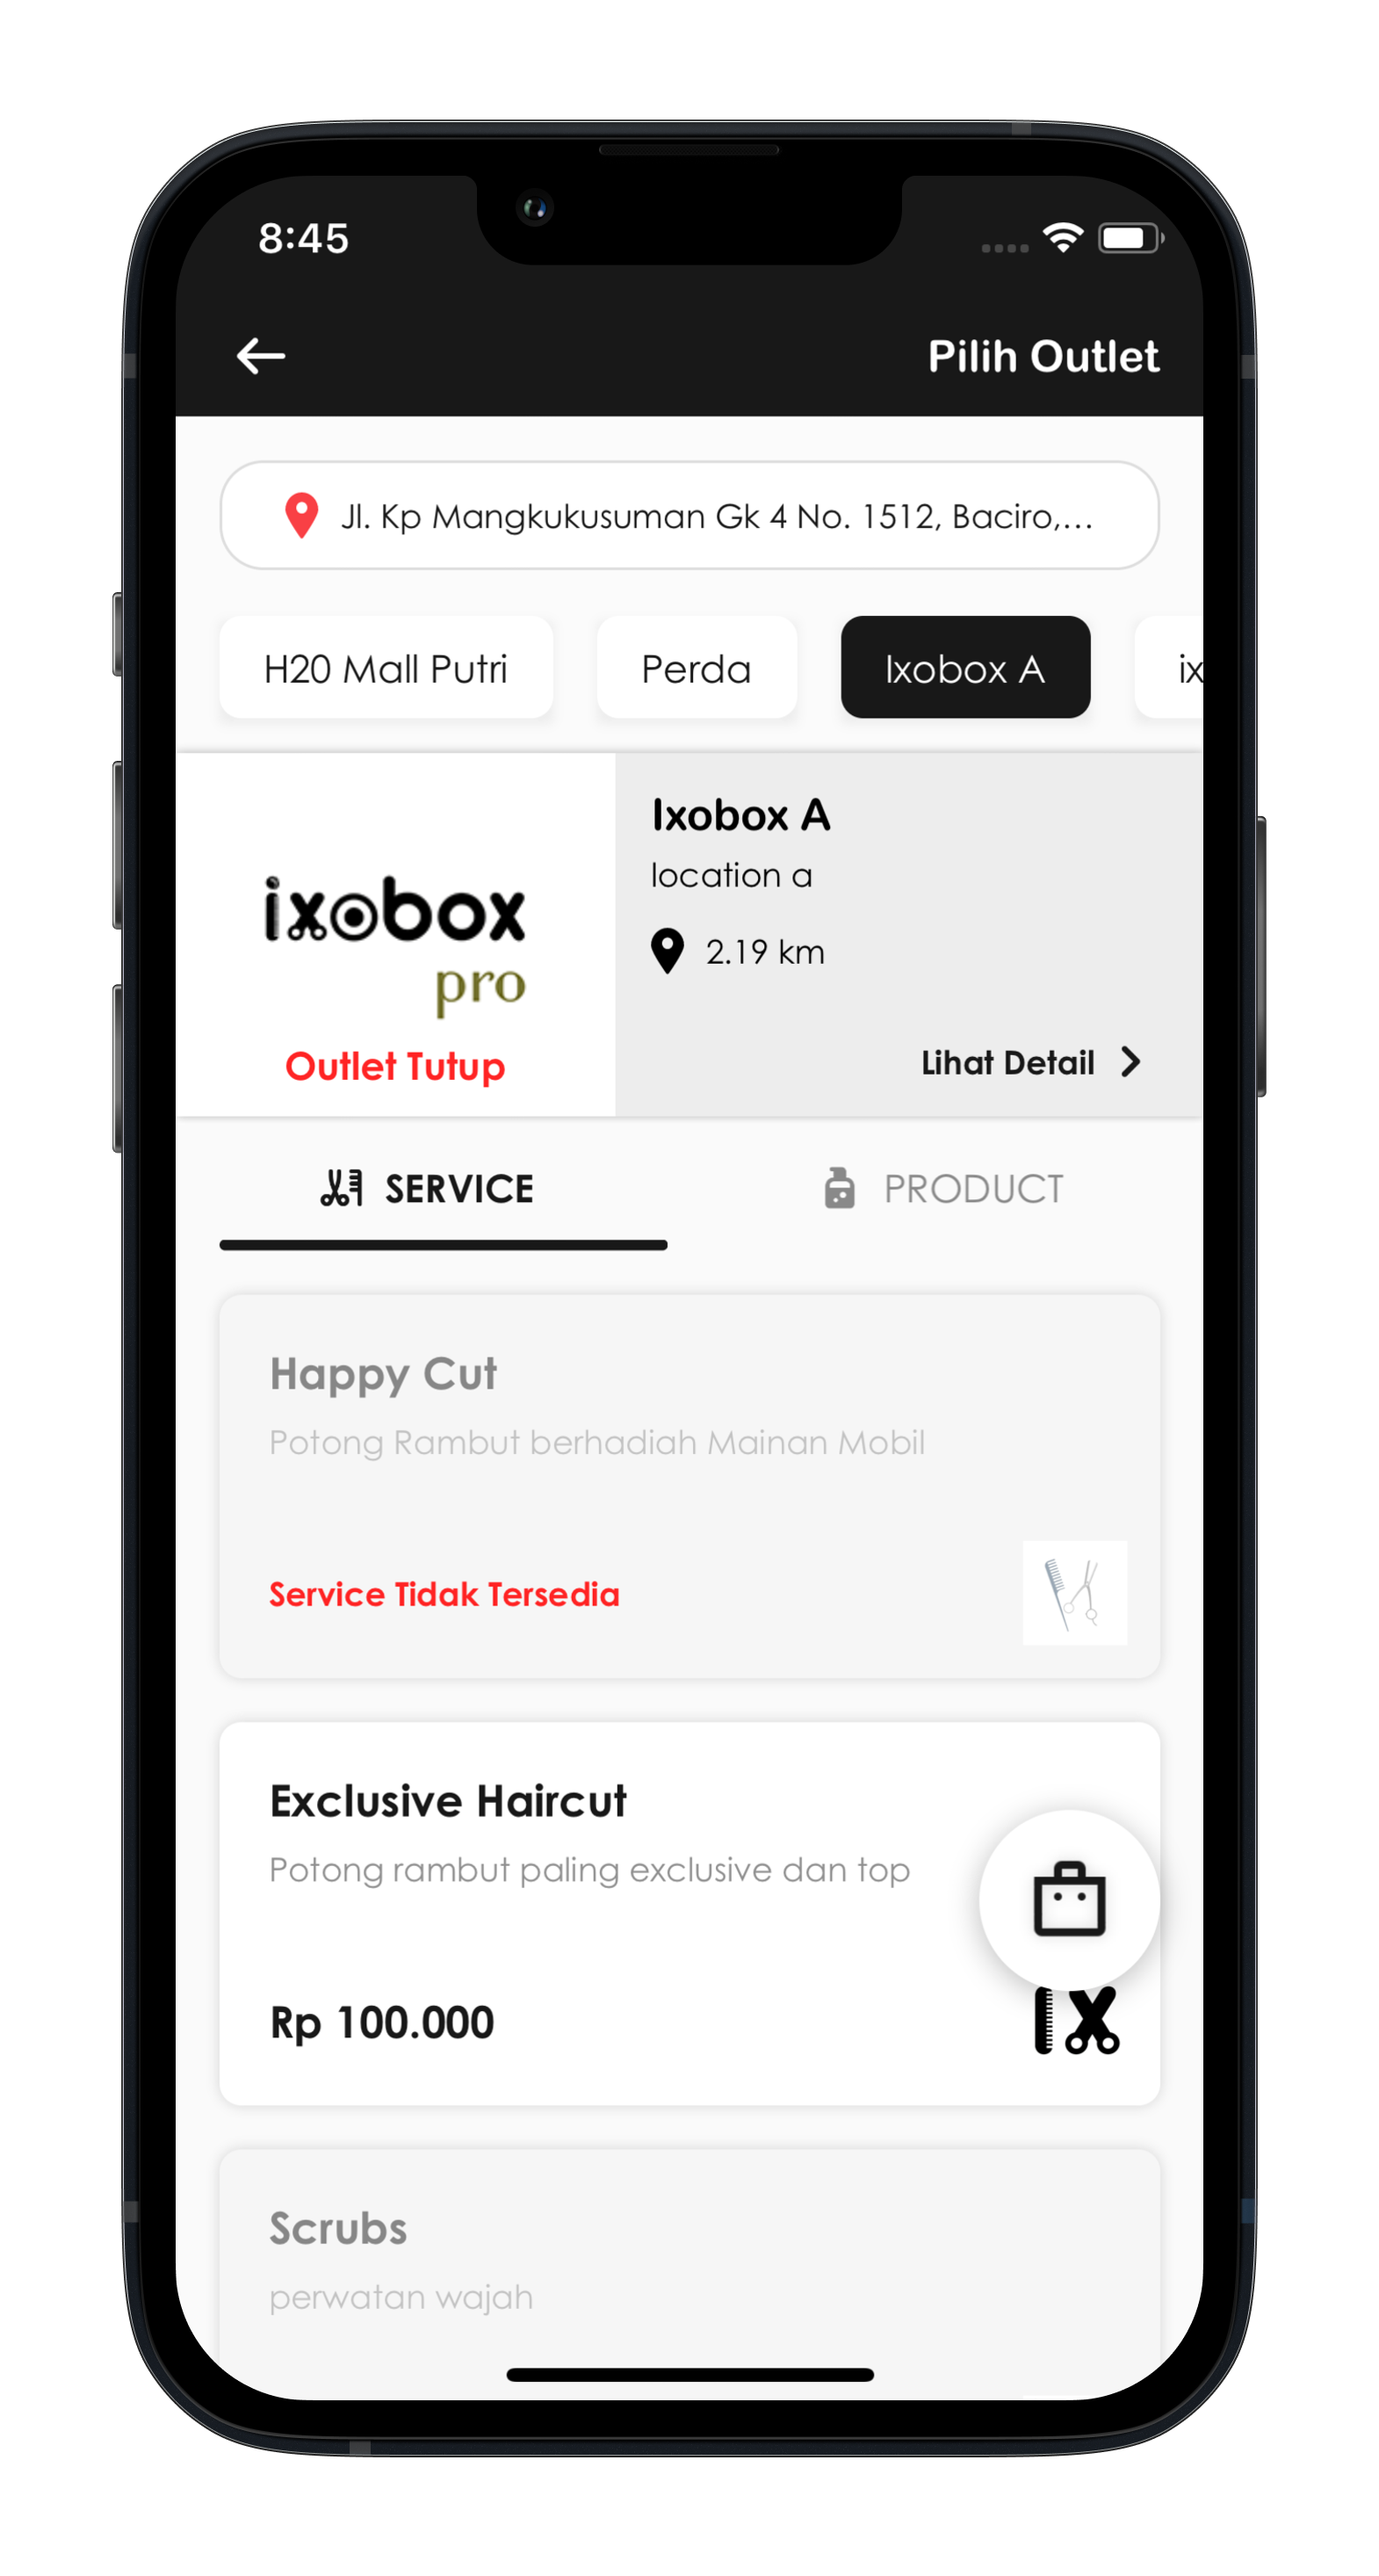 8:45
Pilih Outlet
Jl. Kp Mangkukusuman Gk 4 No. 1512, Baciro,...
H20 Mall Putri Perda Ixobox A ix
ixobox
pro
Outlet Tutup
Ixobox A
location a
2.19 km
Lihat Detail
SERVICE PRODUCT
Happy Cut
Potong Rambut berhadiah Mainan Mobil
Service Tidak Tersedia
Exclusive Haircut
Potong rambut paling exclusive dan top
Rp 100.000
IX
Scrubs
perwatan wajah